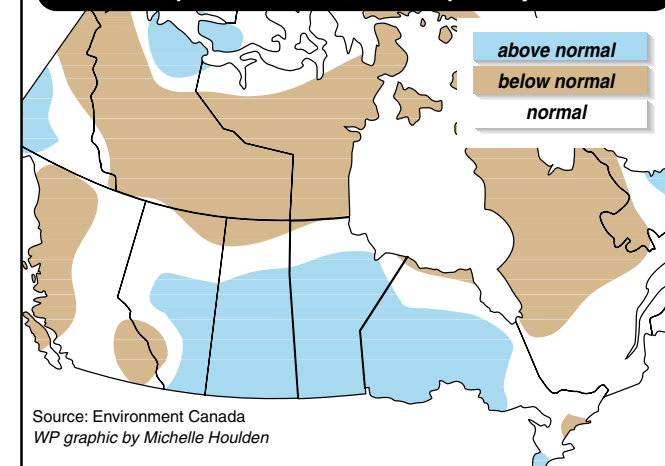 above normal
below normal
normal
Source: Environment Canada
WP graphic by Michelle Houlden